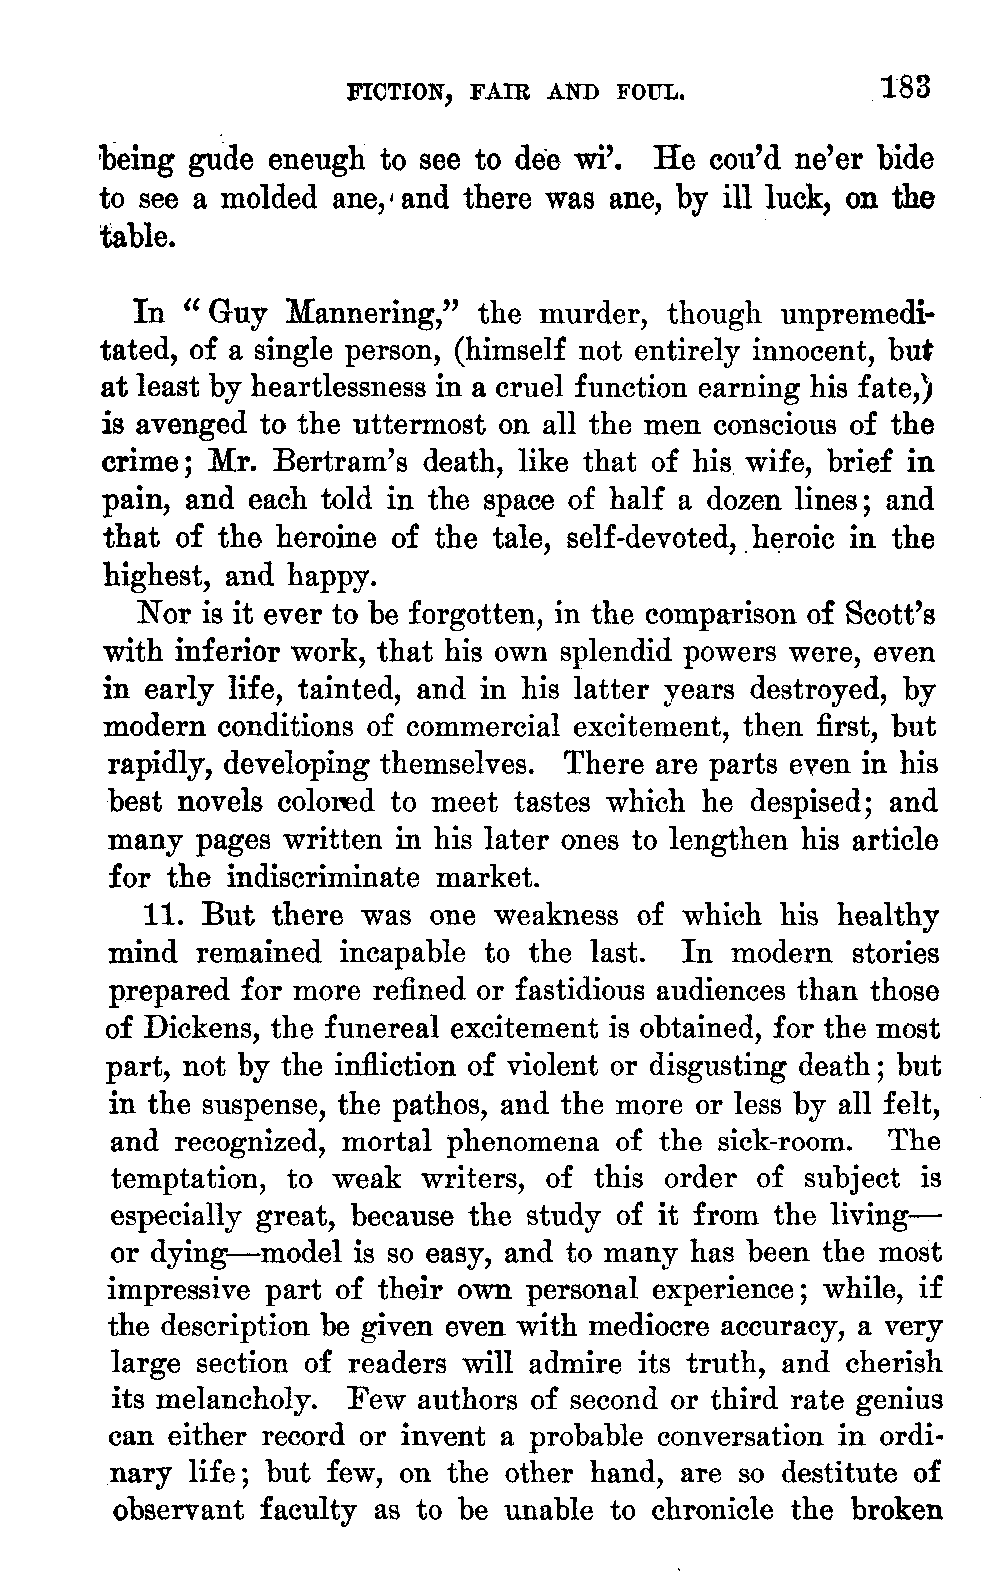 FICTION, FAIR AND FOUL. 183
being gude eneugh to see to dee wi'. He cou'd ne'er bide
to see a molded ane, and there was ane, by ill luck, on the
table.
In “Guy Mannering,” the murder, though unpremedi-
tated, of a single person, (himself not entirely innocent, but
at least by heartlessness in a cruel function earning his fate,)
is avenged to the uttermost on all the men conscious of the
crime; Mr. Bertram's death, like that of his wife, brief in
pain, and each told in the space of half a dozen lines; and
that of the heroine of the tale, self-devoted, heroic in the
highest, and happy.
Nor is it ever to be forgotten, in the comparison of Scott's
with inferior work, that his own splendid powers were, even
in early life, tainted, and in his latter years destroyed, by
modern conditions of commercial excitement, then first, but
rapidly, developing themselves. There are parts even in his
best novels colored to meet tastes which he despised; and
many pages written in his later ones to lengthen his article
for the indiscriminate market.
11. But there was one weakness of which his healthy
mind remained incapable to the last. In modern stories
prepared for more refined or fastidious audiences than those
of Dickens, the funereal excitement is obtained, for the most
part, not by the infliction of violent or disgusting death; but
in the suspense, the pathos, and the more or less by all felt,
and recognized, mortal phenomena of the sick-room. The
temptation, to weak writers, of this order of subject is
especially great, because the study of it from the living—
or dying—model is so easy, and to many has been the most
impressive part of their own personal experience; while, if
the description be given even with mediocre accuracy, a very
large section of readers will admire its truth, and cherish
its melancholy. Few authors of second or third rate genius
can either record or invent a probable conversation in ordi-
nary life; but few, on the other hand, are so destitute of
observant faculty as to be unable to chronicle the broken